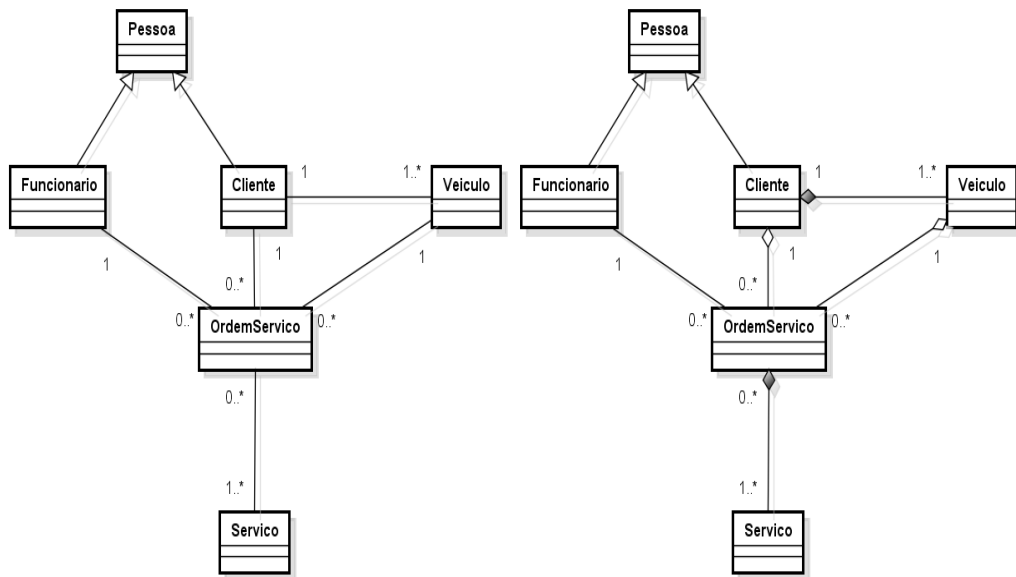 Pessoa
Funcionario
Cliente
1
1..*
Veiculo
1
1
1
0..*
0..*
OrdemServico
0..*
0..*
1..*
Servico
Pessoa
Funcionario
Cliente
1
1..*
Veiculo
1
1
1
0..*
0..*
OrdemServico
0..*
0..*
1..*
Servico